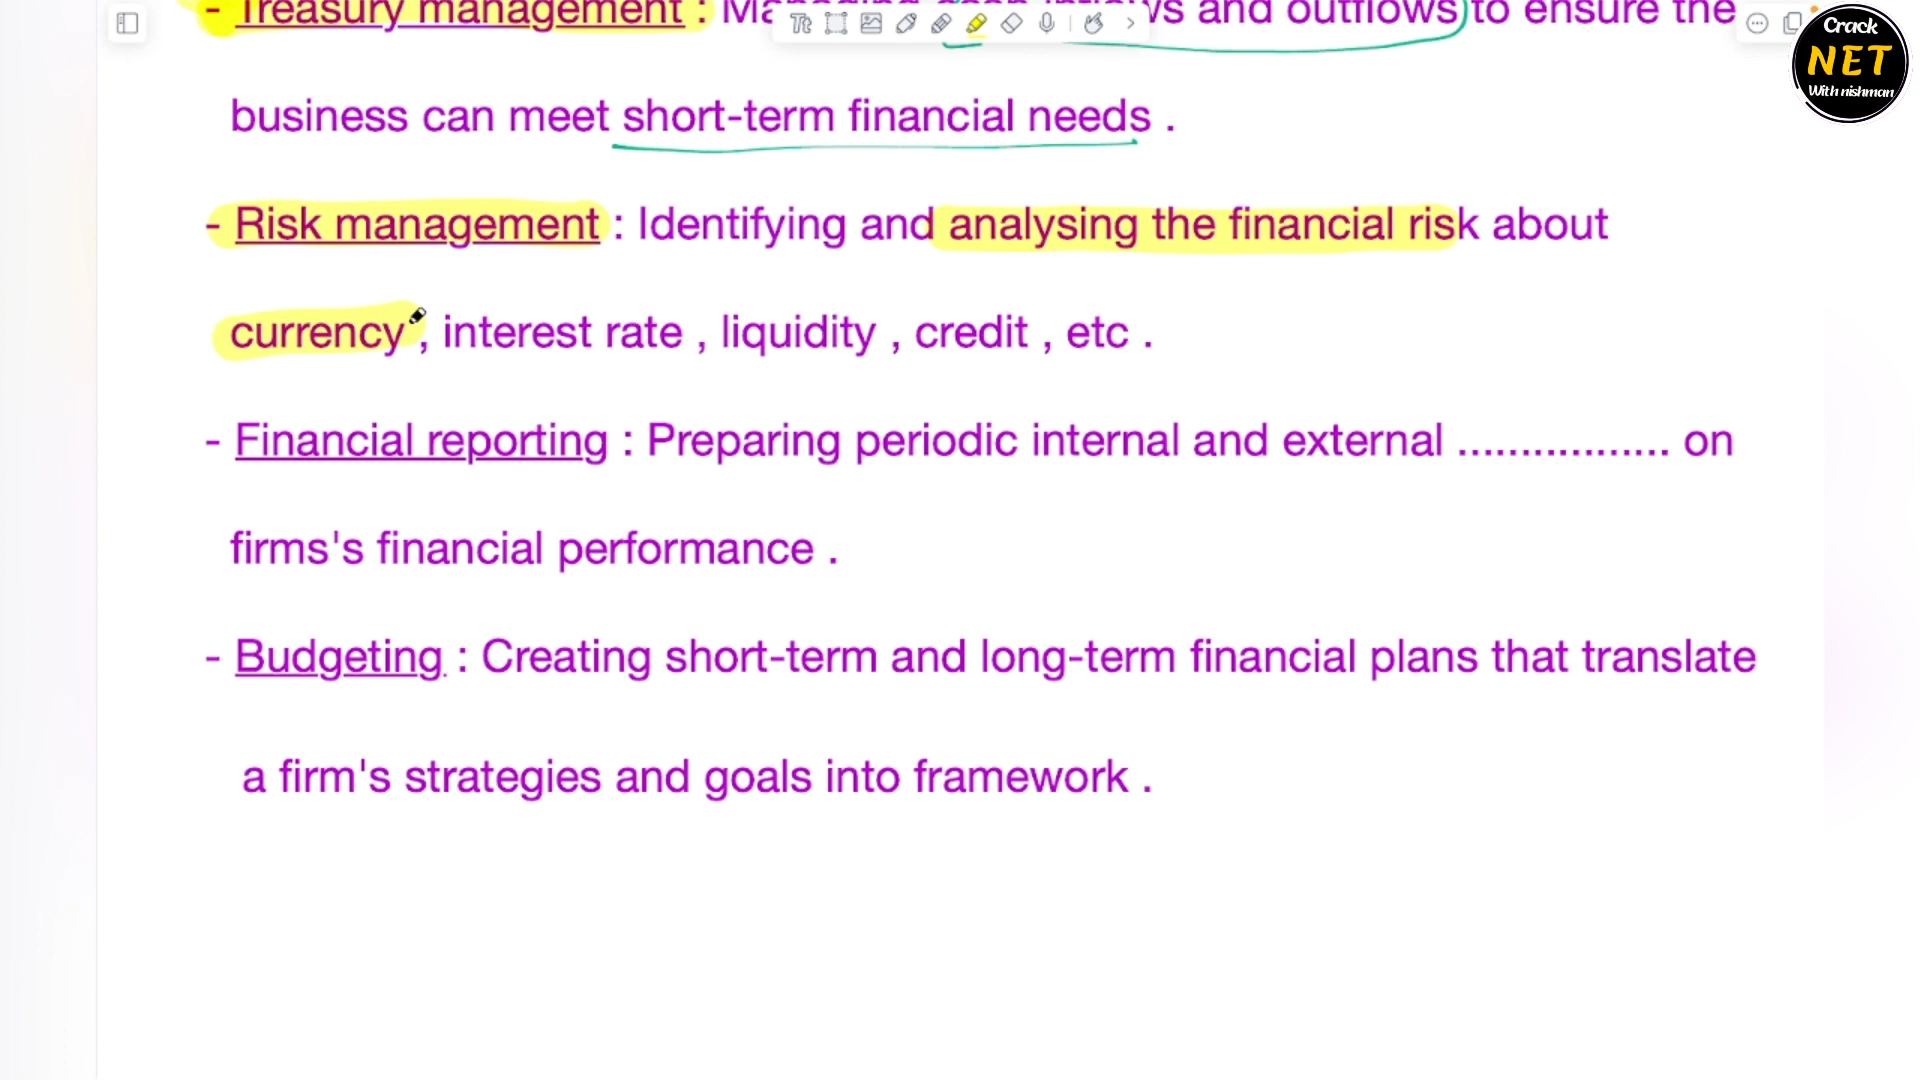 - Treasury management : Managing cash inflows and outflows to ensure the
business can meet short-term financial needs .
- Risk management : Identifying and analysing the financial risk about
currency , interest rate , liquidity , credit , etc .
- Financial reporting : Preparing periodic internal and external ................. on
firms's financial performance .
- Budgeting : Creating short-term and long-term financial plans that translate
a firm's strategies and goals into framework .
Crack
NET
With nishman